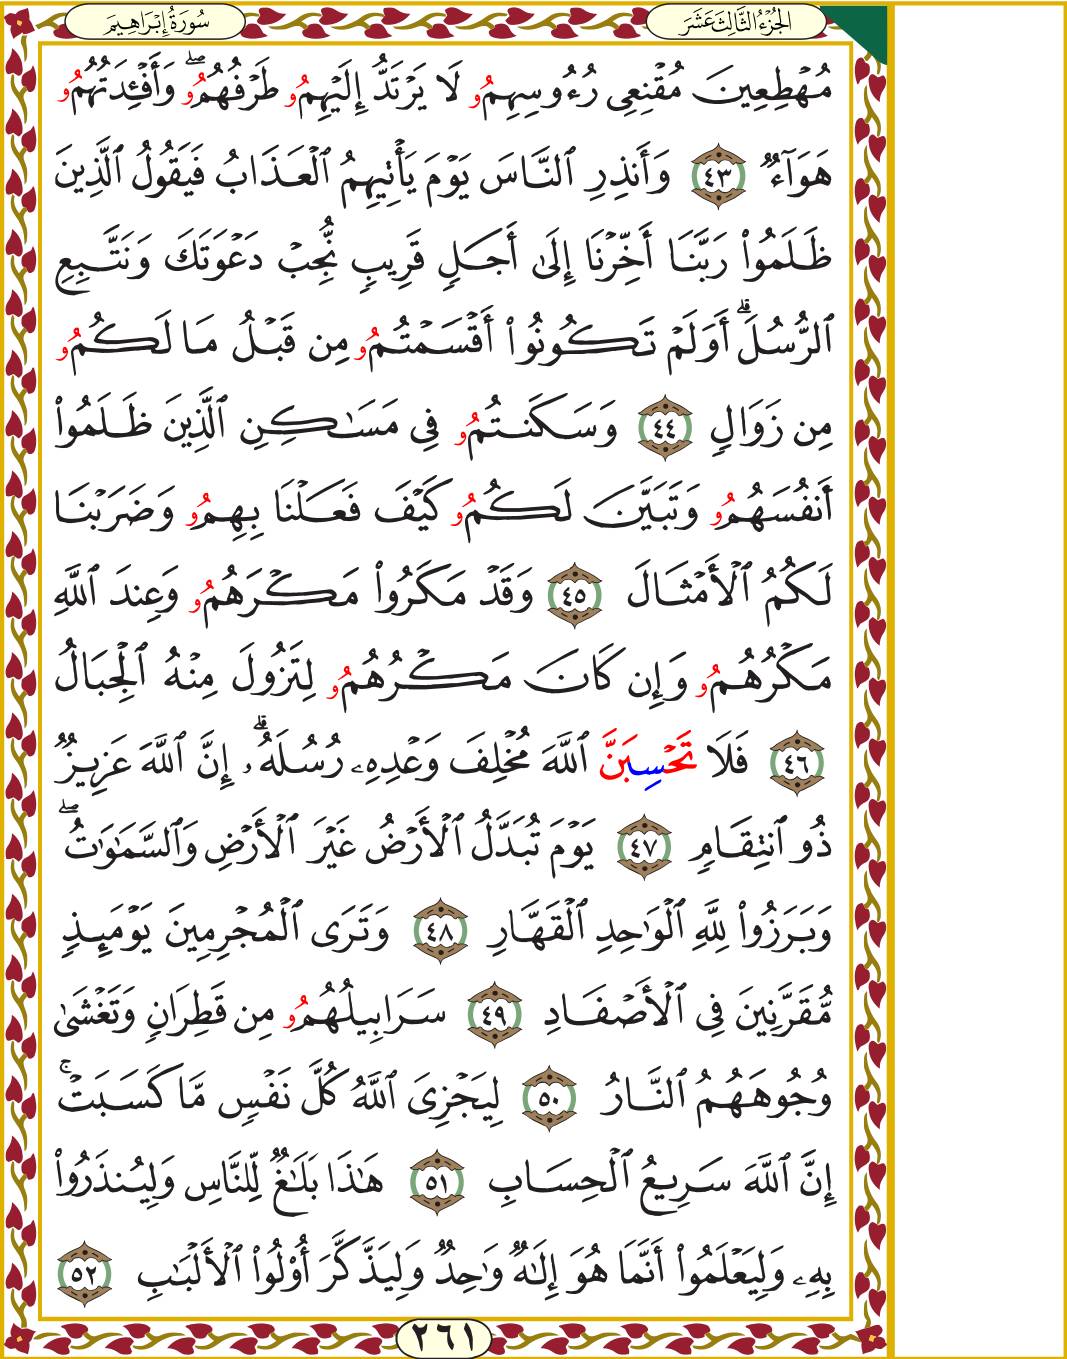 الجُزْءُ الثَّالِثَ عَشَرَ
سُورَةُ إِبْرَاهِيمَ
مُهْطِعِينَ مُقْنِعِى رُءُوسِهِمُۥ لَا يَرْتَدُّ إِلَيْهِمُۥ طَرْفُهُمُۥۖ وَأَفْـِٔدَتُهُمُۥ
هَوَآءٌ ٤٣ وَأَنذِرِ ٱلنَّاسَ يَوْمَ يَأْتِيهِمُ ٱلْعَذَابُ فَيَقُولُ ٱلَّذِينَ
ظَلَمُوا۟ رَبَّنَا أَخِّرْنَا إِلَىٰ أَجَلٍ قَرِيبٍ نُّجِبْ دَعْوَتَكَ وَنَتَّبِعِ
ٱلرُّسُلَۗ أَوَلَمْ تَكُونُوا۟ أَقْسَمْتُمُۥ مِن قَبْلُ مَا لَكُمُۥ
مِن زَوَالٍ ٤٤ وَسَكَنتُمُۥ فِى مَسَـٰكِنِ ٱلَّذِينَ ظَلَمُوا۟
أَنفُسَهُمُۥ وَتَبَيَّنَ لَكُمُۥ كَيْفَ فَعَلْنَا بِهِمُۥ وَضَرَبْنَا
لَكُمُ ٱلْأَمْثَالَ ٤٥ وَقَدْ مَكَرُوا۟ مَكْرَهُمُۥ وَعِندَ ٱللَّهِ
مَكْرُهُمُۥ وَإِن كَانَ مَكْرُهُمُۥ لِتَزُولَ مِنْهُ ٱلْجِبَالُ
٤٦ فَلَا تَحْسِبَنَّ ٱللَّهَ مُخْلِفَ وَعْدِهِۦ رُسُلَهُۥۗ إِنَّ ٱللَّهَ عَزِيزٌ
ذُو ٱنتِقَامٍ ٤٧ يَوْمَ تُبَدَّلُ ٱلْأَرْضُ غَيْرَ ٱلْأَرْضِ وَٱلسَّمَـٰوَٰتُۖ
وَبَرَزُوا۟ لِلَّهِ ٱلْوَٰحِدِ ٱلْقَهَّارِ ٤٨ وَتَرَى ٱلْمُجْرِمِينَ يَوْمَئِذٍ
مُّقَرَّنِينَ فِى ٱلْأَصْفَادِ ٤٩ سَرَابِيلُهُمُۥ مِن قَطِرَانٍ وَتَغْشَىٰ
وُجُوهَهُمُ ٱلنَّارُ ٥٠ لِيَجْزِىَ ٱللَّهُ كُلَّ نَفْسٍ مَّا كَسَبَتْۚ
إِنَّ ٱللَّهَ سَرِيعُ ٱلْحِسَابِ ٥١ هَـٰذَا بَلَـٰغٌ لِّلنَّاسِ وَلِيُنذَرُوا۟
بِهِۦ وَلِيَعْلَمُوا۟ أَنَّمَا هُوَ إِلَـٰهٌ وَٰحِدٌ وَلِيَذَّكَّرَ أُو۟لُوا۟ ٱلْأَلْبَـٰبِ ٥٢
٢٦١